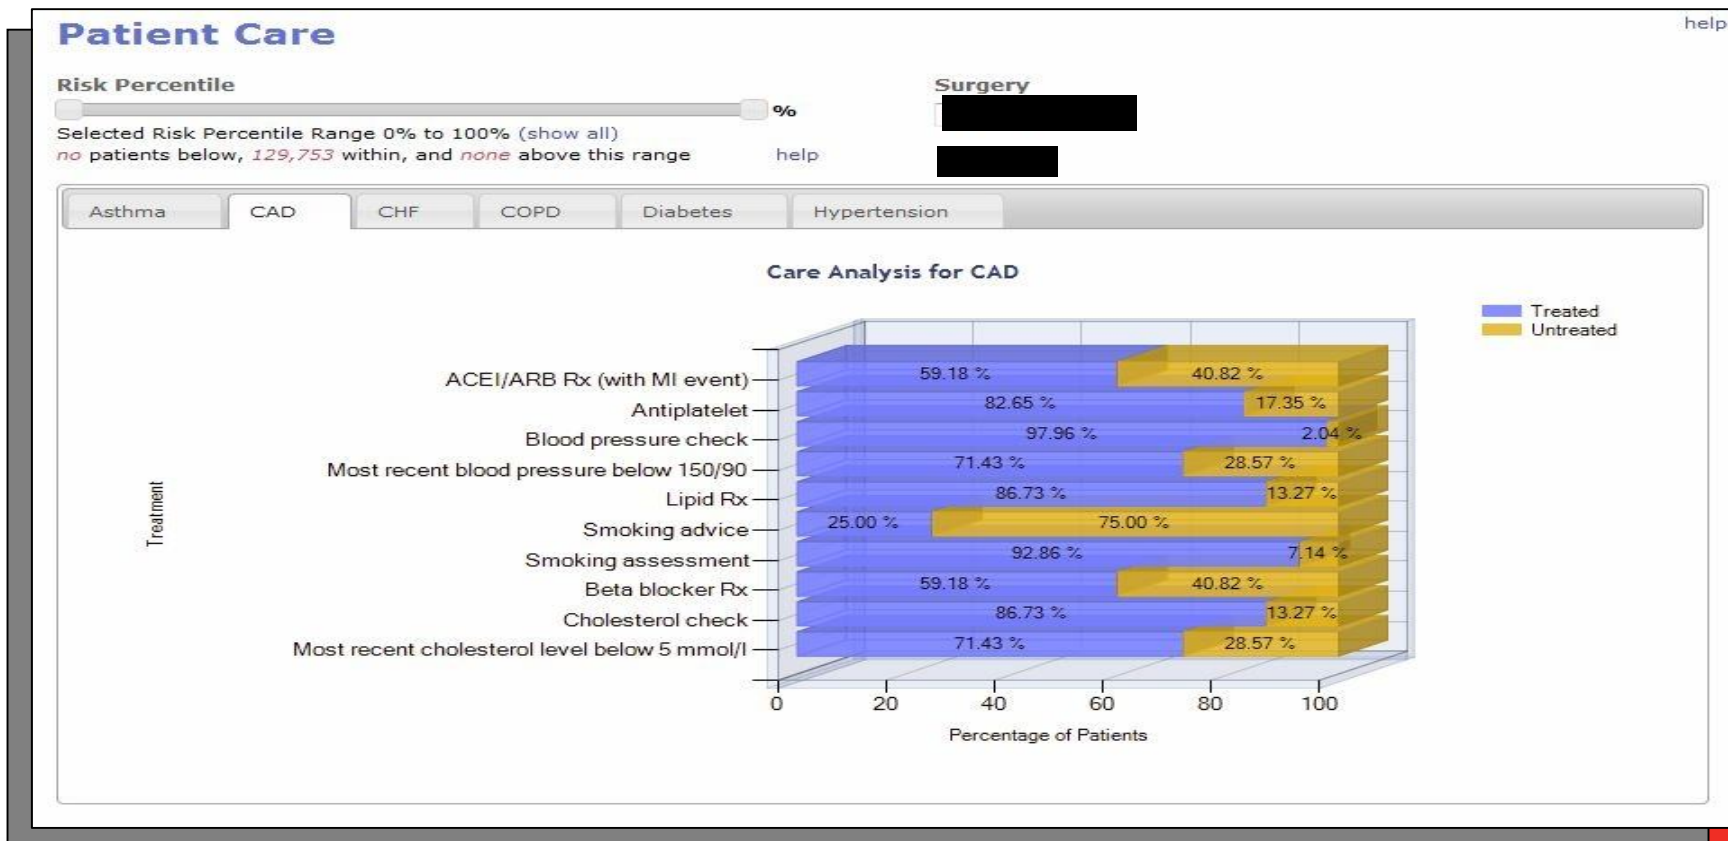 help
Patient Care
Risk Percentile
Surgery
%
Selected Risk Percentile Range 0% to 100% (show all)
no patients below, 129,753 within, and none above this range help
Asthma CAD CHF COPD Diabetes Hypertension
Care Analysis for CAD
Treated
Untreated
Treatment
ACEI/ARB Rx (with MI event) 59.18 % 40.82 %
Antiplatelet 82.65 % 17.35 %
Blood pressure check 97.96 % 2.04 %
Most recent blood pressure below 150/90 71.43 % 28.57 %
Lipid Rx 86.73 % 13.27 %
Smoking advice 25.00 % 75.00 %
Smoking assessment 92.86 % 7.14 %
Beta blocker Rx 59.18 % 40.82 %
Cholesterol check 86.73 % 13.27 %
Most recent cholesterol level below 5 mmol/l 71.43 % 28.57 %
0 20 40 60 80 100
Percentage of Patients